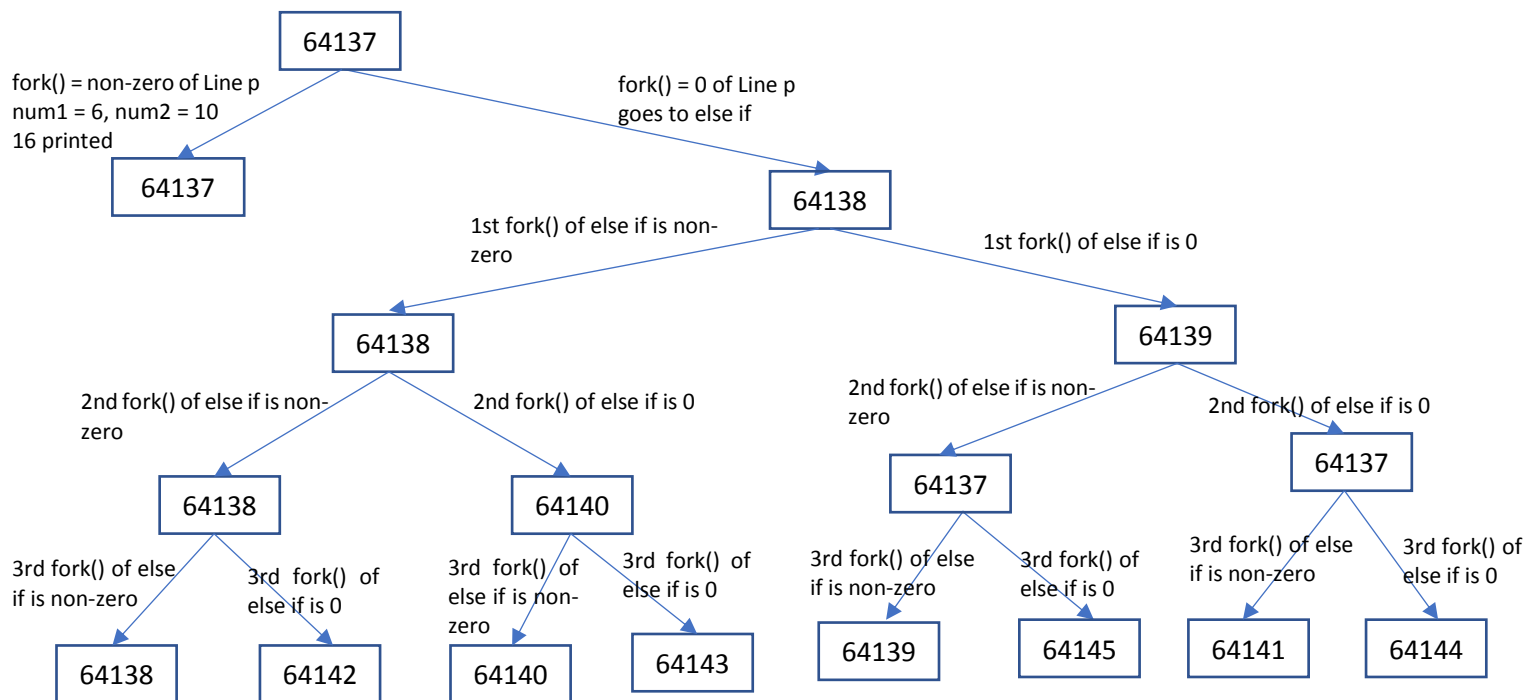 64137
fork() = non-zero of Line p
num1 = 6, num2 = 10
16 printed
fork() = 0 of Line p
goes to else if
64137
64138
1st fork() of else if is non-
zero
1st fork() of else if is 0
64138
64139
2nd fork() of else if is non-
zero
2nd fork() of else if is 0
2nd fork() of else if is non-
zero
2nd fork() of else if is 0
64138
64140
64137
64137
3rd fork() of else
if is non-zero
3rd fork() of
else if is 0
3rd fork() of
else if is non-
zero
3rd fork() of
else if is 0
3rd fork() of else
if is non-zero
3rd fork() of
else if is 0
3rd fork() of else
if is non-zero
3rd fork() of
else if is 0
64138
64142
64140
64143
64139
64145
64141
64144